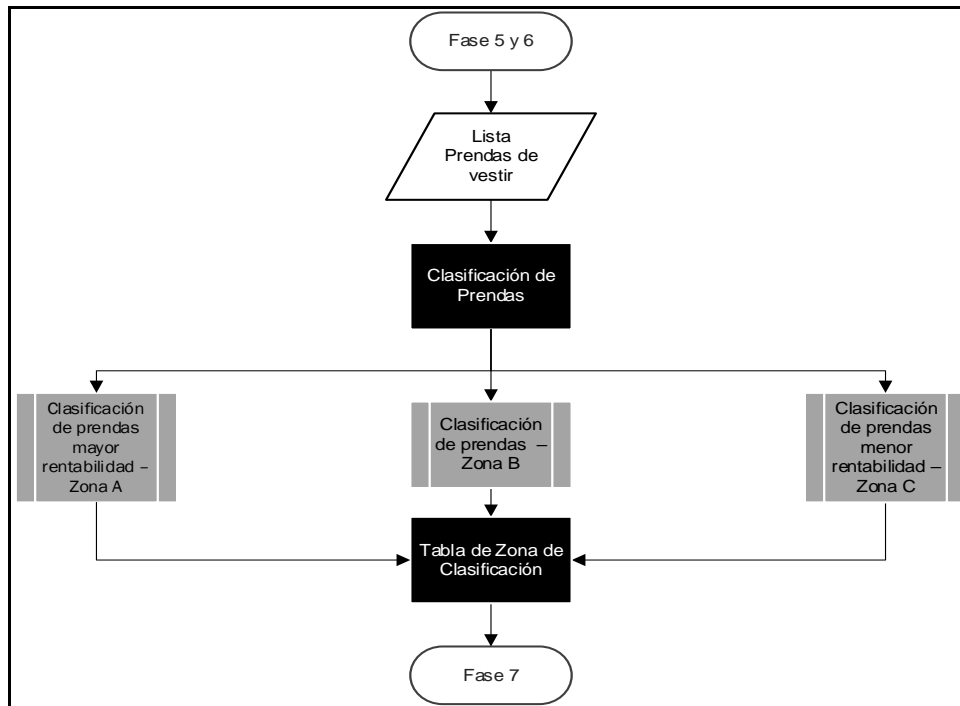 Fase 5 y 6
Lista
Prendas de
vestir
Clasificación de
Prendas
Clasificación
de prendas
mayor
rentabilidad –
Zona A
Clasificación
de prendas –
Zona B
Clasificación
de prendas
menor
rentabilidad –
Zona C
Tabla de Zona de
Clasificación
Fase 7